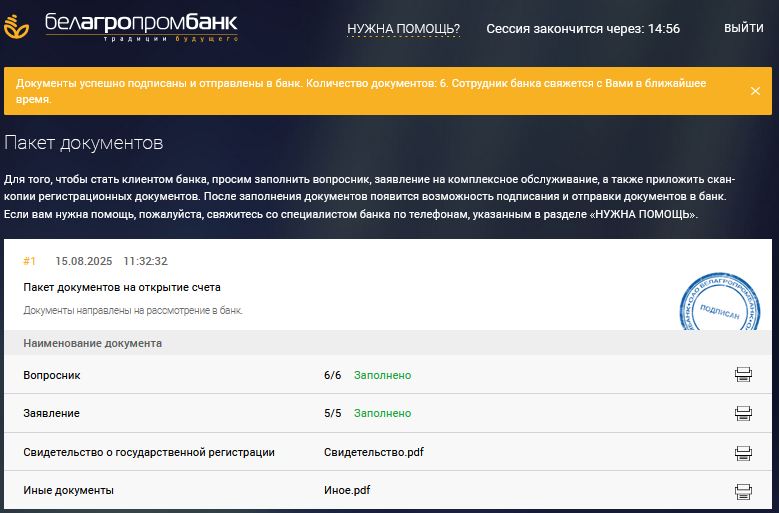 белагропромбанк
традиции будущего
НУЖНА ПОМОЩЬ?
Сессия закончится через: 14:56
ВЫЙТИ
Документы успешно подписаны и отправлены в банк. Количество документов: 6. Сотрудник банка свяжется с Вами в ближайшее
время.
Пакет документов
Для того, чтобы стать клиентом банка, просим заполнить вопросник, заявление на комплексное обслуживание, а также приложить скан-
копии регистрационных документов. После заполнения документов появится возможность подписания и отправки документов в банк.
Если вам нужна помощь, пожалуйста, свяжитесь со специалистом банка по телефонам, указанным в разделе «НУЖНА ПОМОЩЬ».
#1 15.08.2025 11:32:32
Пакет документов на открытие счета
Документы направлены на рассмотрение в банк.
ОАО БЕЛАГРОПРОМБАНК
ПОДПИСАН
Наименование документа
Вопросник 6/6 Заполнено
Заявление 5/5 Заполнено
Свидетельство о государственной регистрации Свидетельство.pdf
Иные документы Иное.pdf